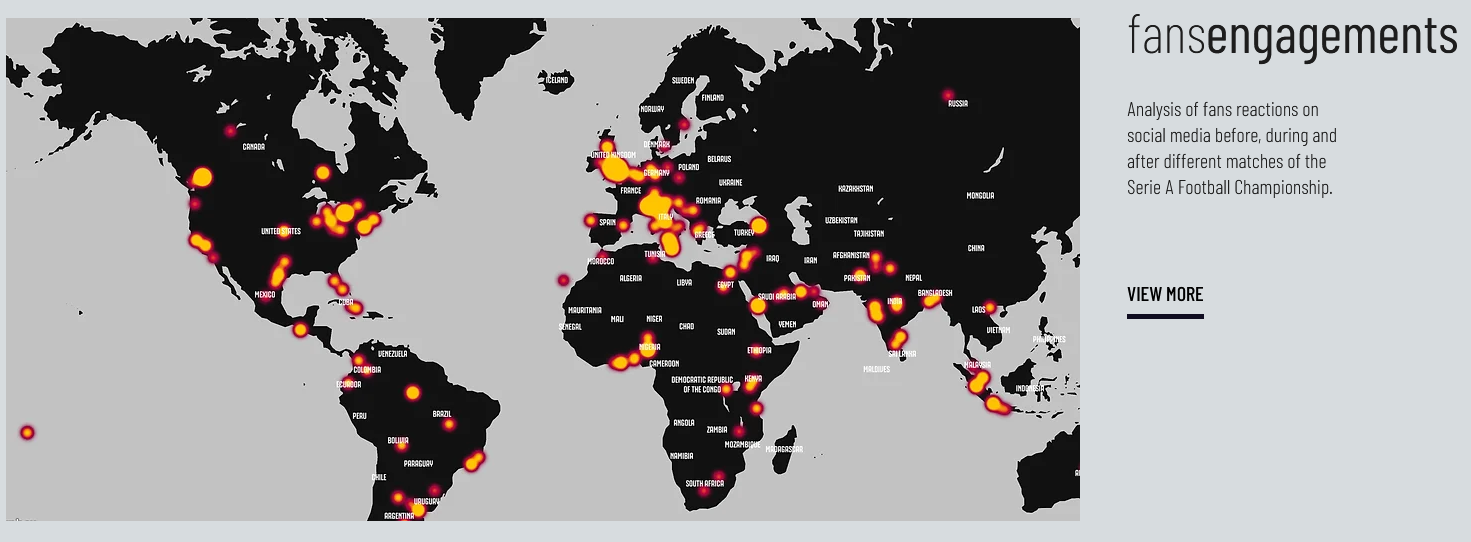 fansengagements
Analysis of fans reactions on
social media before, during and
after different matches of the
Serie A Football Championship.
VIEW MORE
ICELAND
SWEDEN
FINLAND
NORWAY
RUSSIA
CANADA
DENMARK
UNITED KINGDOM
BELARUS
POLAND
GERMANY
UKRAINE
FRANCE
KAZAKHSTAN
MONGOLIA
ROMANIA
ITALY
SPAIN
UZBEKISTAN
UNITED STATES
GREECE
TURKEY
TAJIKISTAN
CHINA
TUNISIA
MOROCCO
IRAQ
IRAN
AFGHANISTAN
ALGERIA
LIBYA
EGYPT
PAKISTAN
NEPAL
MEXICO
CUBA
SAUDI ARABIA
OMAN
INDIA
BANGLADESH
MAURITANIA
LAOS
MALI
NIGER
CHAD
SUDAN
YEMEN
SENEGAL
VIETNAM
PHILIPPINES
NIGERIA
ETHIOPIA
SRI LANKA
VENEZUELA
CAMEROON
MALDIVES
MALAYSIA
COLOMBIA
DEMOCRATIC REPUBLIC
OF THE CONGO
KENYA
ECUADOR
INDONESIA
PERU
BRAZIL
ANGOLA
ZAMBIA
BOLIVIA
MOZAMBIQUE
MADAGASCAR
PARAGUAY
NAMIBIA
CHILE
SOUTH AFRICA
URUGUAY
ARGENTINA